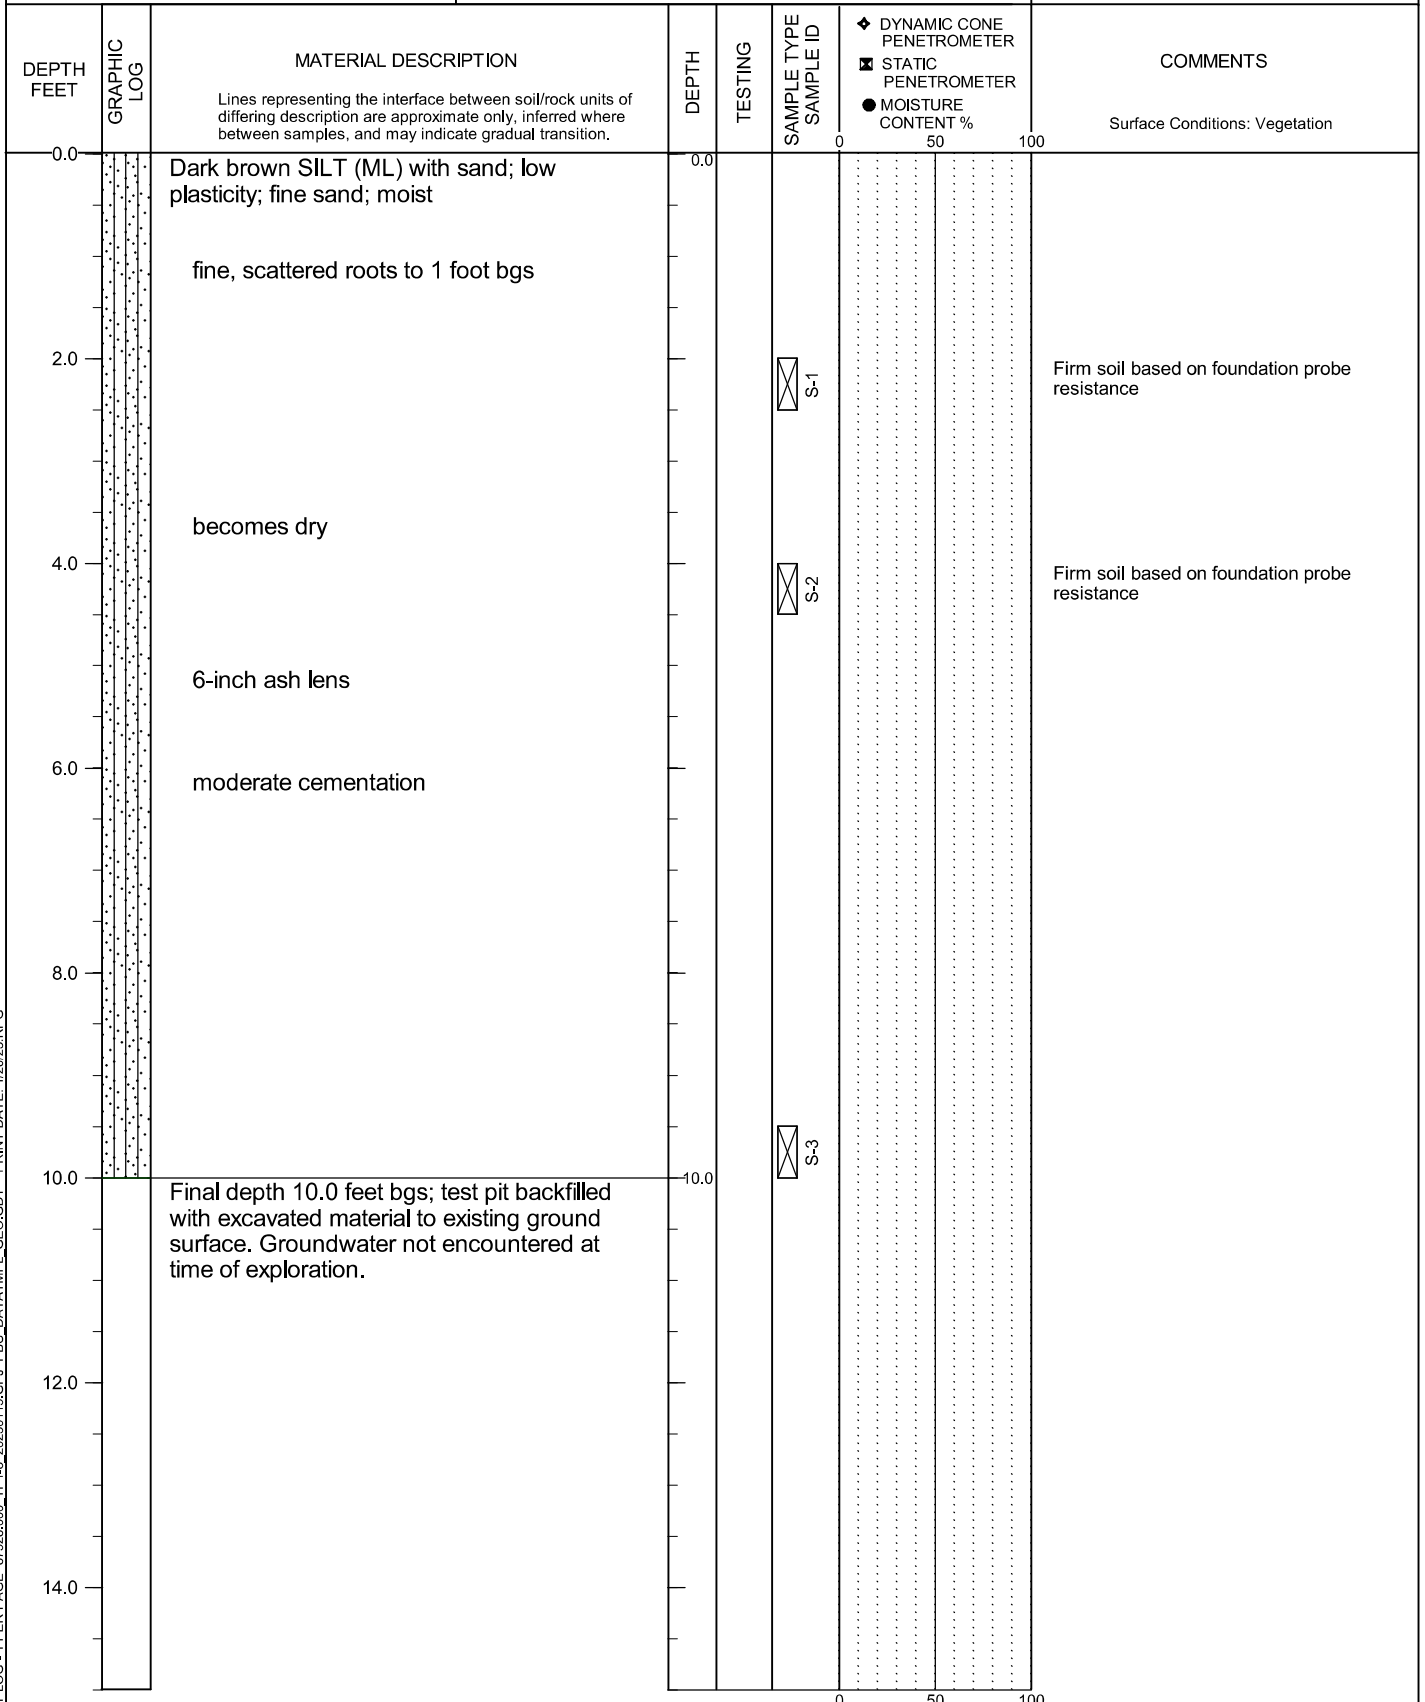 DEPTH
FEET
GRAPHIC
LOG
MATERIAL DESCRIPTION
Lines representing the interface between soil/rock units of
differing description are approximate only, inferred where
between samples, and may indicate gradual transition.
DEPTH
TESTING
SAMPLE TYPE
SAMPLE ID
DYNAMIC CONE
PENETROMETER
STATIC
PENETROMETER
MOISTURE
CONTENT %
0 50 100
COMMENTS
Surface Conditions: Vegetation
0.0
Dark brown SILT (ML) with sand; low
plasticity; fine sand; moist
0.0
fine, scattered roots to 1 foot bgs
2.0
S-1
Firm soil based on foundation probe
resistance
becomes dry
4.0
S-2
Firm soil based on foundation probe
resistance
6-inch ash lens
6.0
moderate cementation
8.0
S-3
10.0
10.0
Final depth 10.0 feet bgs; test pit backfilled
with excavated material to existing ground
surface. Groundwater not encountered at
time of exploration.
12.0
14.0
0 50 100